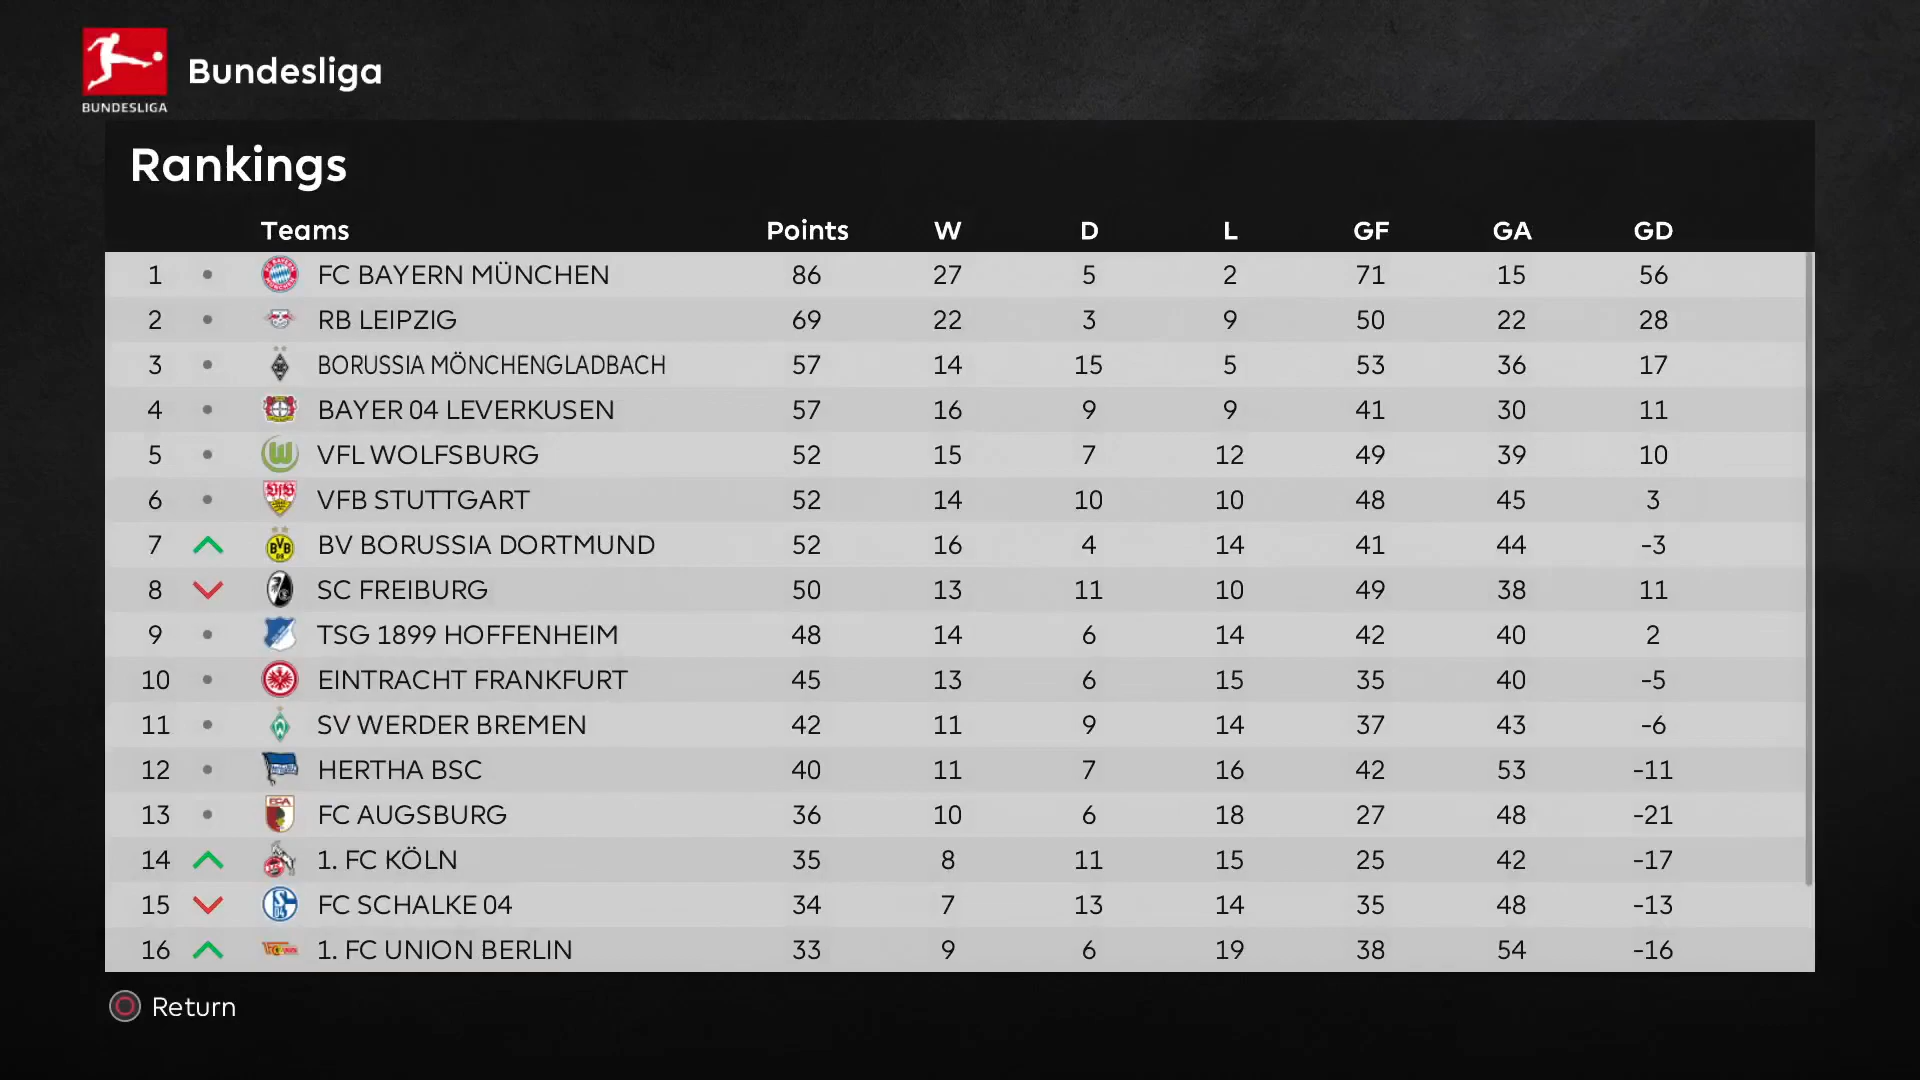 BUNDESLIGA
Bundesliga
Rankings
Teams Points W D L GF GA GD
1 FC BAYERN MÜNCHEN 86 27 5 2 71 15 56
2 RB LEIPZIG 69 22 3 9 50 22 28
3 BORUSSIA MÖNCHENGLADBACH 57 14 15 5 53 36 17
4 BAYER 04 LEVERKUSEN 57 16 9 9 41 30 11
5 VFL WOLFSBURG 52 15 7 12 49 39 10
6 VFB STUTTGART 52 14 10 10 48 45 3
7 BV BORUSSIA DORTMUND 52 16 4 14 41 44 -3
8 SC FREIBURG 50 13 11 10 49 38 11
9 TSG 1899 HOFFENHEIM 48 14 6 14 42 40 2
10 EINTRACHT FRANKFURT 45 13 6 15 35 40 -5
11 SV WERDER BREMEN 42 11 9 14 37 43 -6
12 HERTHA BSC 40 11 7 16 42 53 -11
13 FC AUGSBURG 36 10 6 18 27 48 -21
14 1. FC KÖLN 35 8 11 15 25 42 -17
15 FC SCHALKE 04 34 7 13 14 35 48 -13
16 1. FC UNION BERLIN 33 9 6 19 38 54 -16
Return